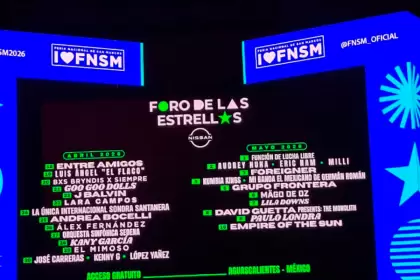 FERIA NACIONAL DE SAN MARCOS
I ♥ FNSM
SM2026
FERIA NACIONAL DE SAN MARCOS
I ♥ FNSM
@FNSM_OFICIAL
FORO DE LAS
ESTRELLAS
NISSAN
ABRIL 2026
ENTRE AMIGOS
LUIS ÁNGEL "EL FLACO"
BXS BRYNDIS X SIEMPRE
GOO GOO DOLLS
J BALVIN
LARA CAMPOS
LA ÚNICA INTERNACIONAL SONORA SANTANERA
ANDREA BOCELLI
ÁLEX FERNÁNDEZ
ORQUESTA SINFÓNICA SEJENA
KANY GARCÍA
EL MIMOSO
JOSÉ CARRERAS • KENNY G • LÓPEZ YAÑEZ
MAYO 2026
FUNCIÓN DE LUCHA LIBRE
AUDREY NUNA • ERIC NAM • MILLI
FOREIGNER
KUMBIA KINGS • MI BANDA EL MEXICANO DE GERMÁN ROMÁN
GRUPO FRONTERA
MÄGO DE OZ
LILA DOWNS
DAVID GUETTA PRESENTS: THE MONOLITH
PAULO LONDRA
EMPIRE OF THE SUN
ACCESO GRATUITO
AGUASCALIENTES - MÉXICO